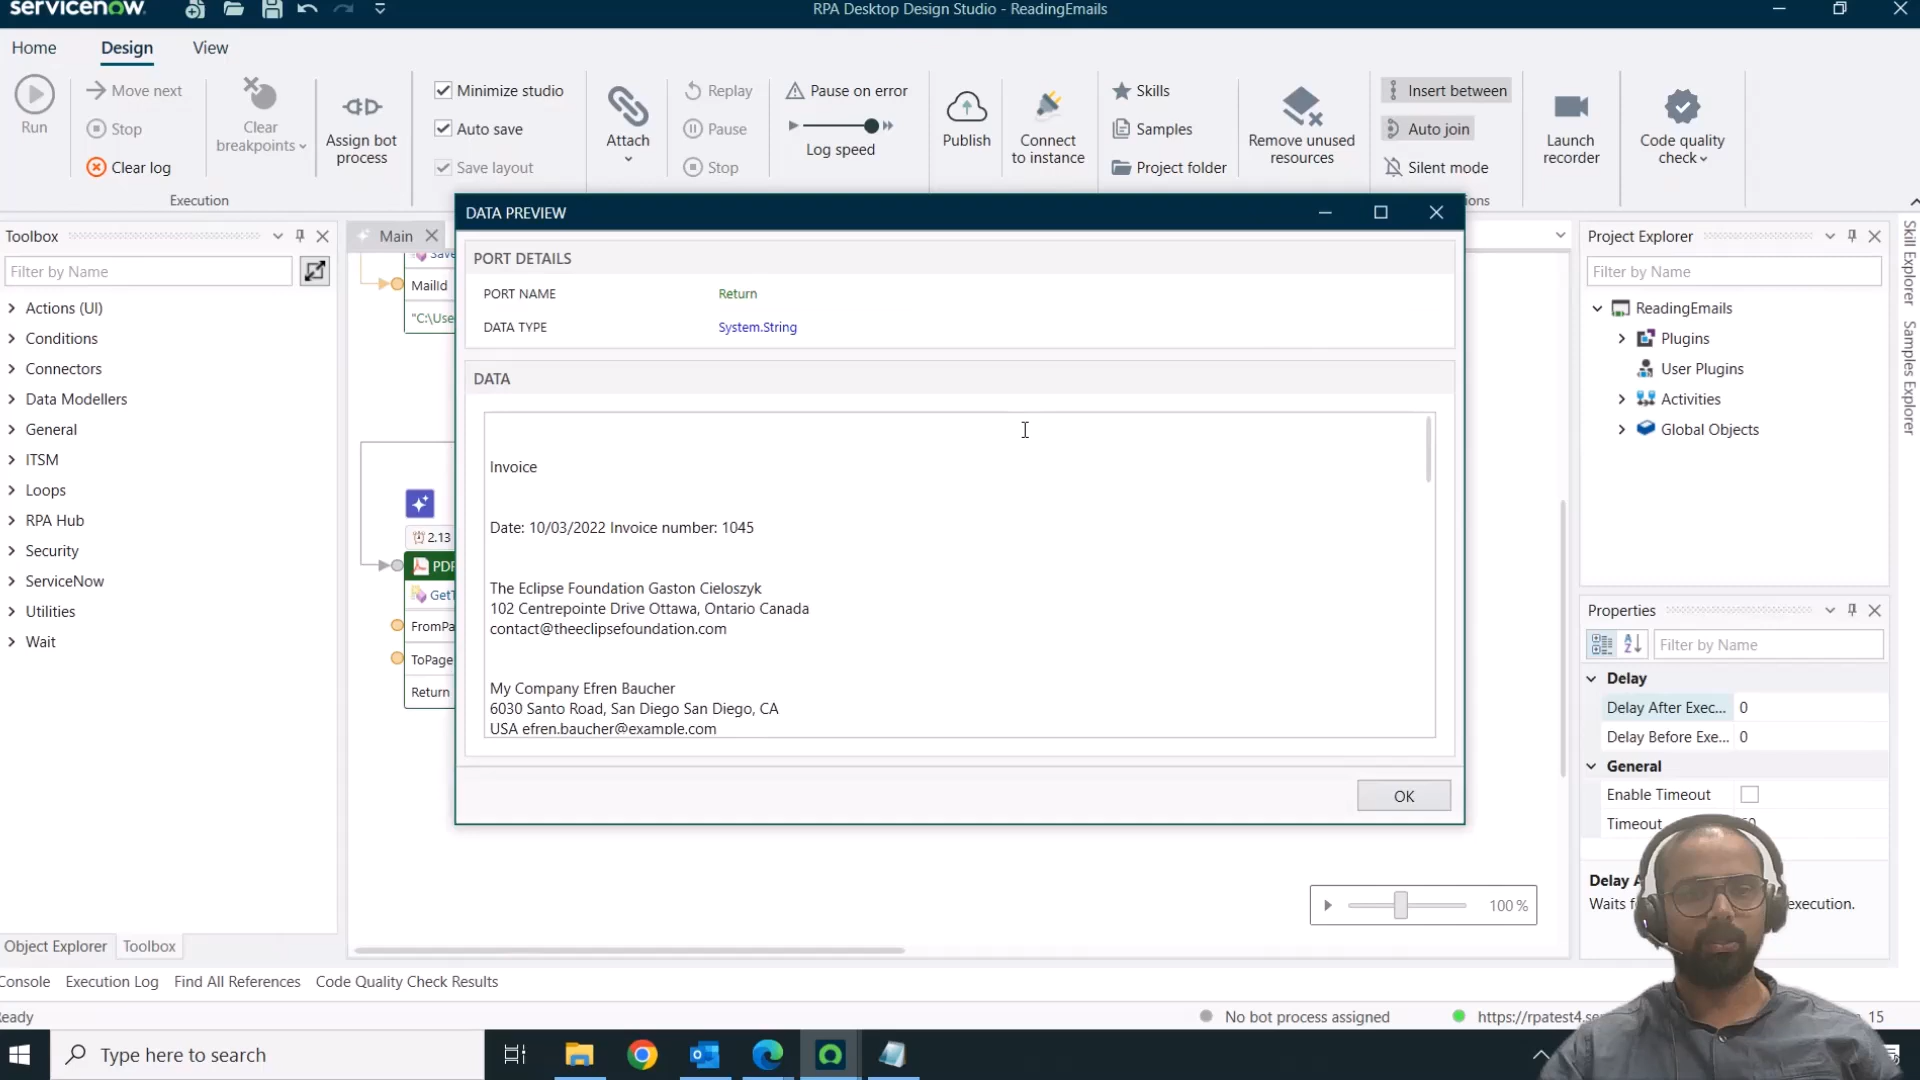 servicenow
RPA Desktop Design Studio - ReadingEmails
Home
Design
View
Run
Move next
Stop
Clear log
Clear
breakpoints
Assign bot
process
Execution
Minimize studio
Auto save
Save layout
Attach
Replay
Pause
Stop
Pause on error
Log speed
Publish
Connect
to instance
Skills
Samples
Project folder
Remove unused
resources
Insert between
Auto join
Silent mode
Launch
recorder
Code quality
check
Toolbox
Filter by Name
Actions (UI)
Conditions
Connectors
Data Modellers
General
ITSM
Loops
RPA Hub
Security
ServiceNow
Utilities
Wait
Object Explorer
Toolbox
Main
MailId
"C:\Use
2.13
PDF
GetT
FromPa
ToPage
Return
DATA PREVIEW
PORT DETAILS
PORT NAME
Return
DATA TYPE
System.String
DATA
Invoice
Date: 10/03/2022 Invoice number: 1045
The Eclipse Foundation Gaston Cieloszyk
102 Centrepointe Drive Ottawa, Ontario Canada
contact@theeclipsefoundation.com
My Company Efren Baucher
6030 Santo Road, San Diego San Diego, CA
USA efren.baucher@example.com
OK
100 %
Project Explorer
Filter by Name
ReadingEmails
Plugins
User Plugins
Activities
Global Objects
Skill Explorer
Samples Explorer
Properties
Filter by Name
Delay
Delay After Exec... 0
Delay Before Exe... 0
General
Enable Timeout
Timeout
Delay A
Waits f
execution.
Console
Execution Log
Find All References
Code Quality Check Results
eady
No bot process assigned
https://rpatest4.se
15
Type here to search